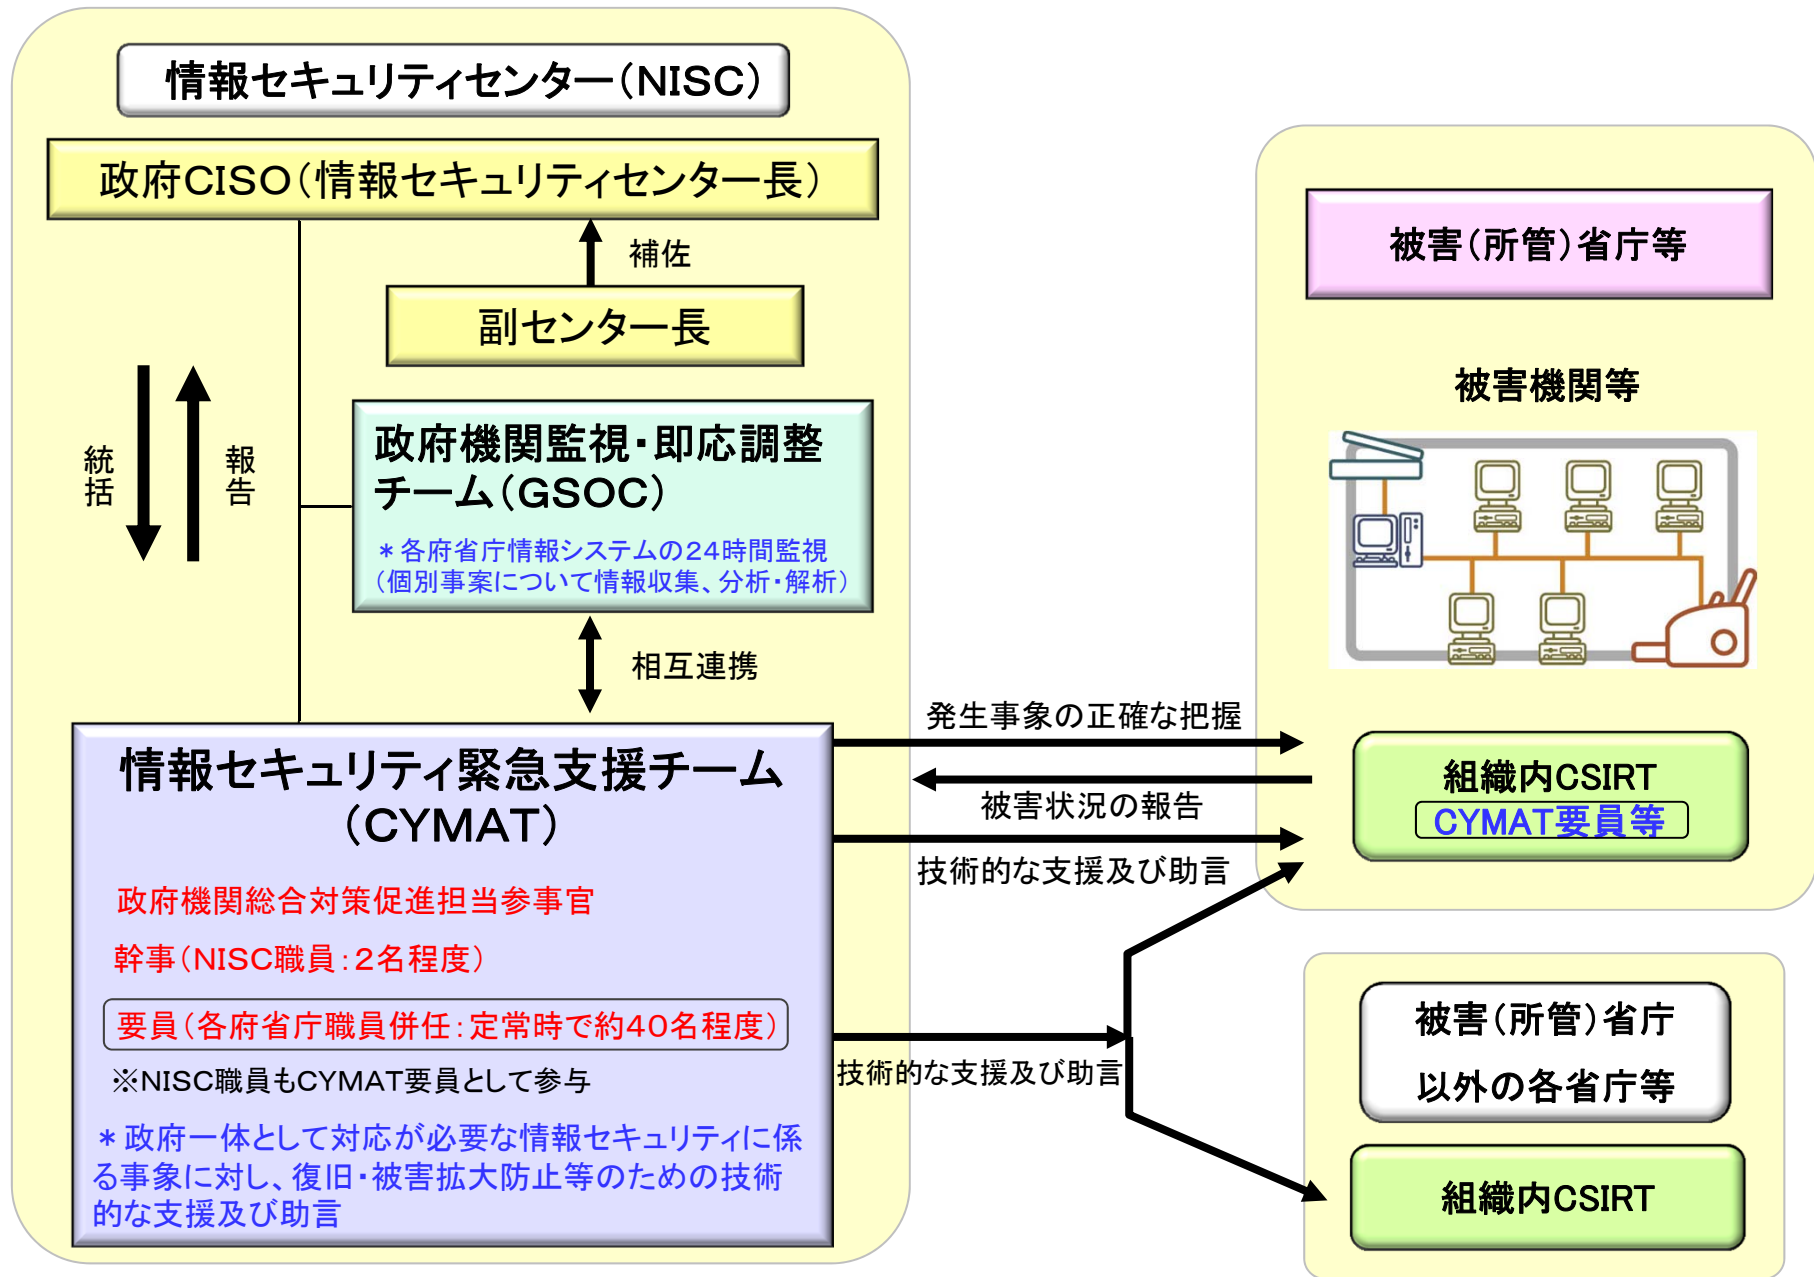 情報セキュリティセンター（NISC）
政府CISO（情報セキュリティセンター長）
補佐
副センター長
統括
報告
政府機関監視・即応調整
チーム（GSOC）
＊各府省庁情報システムの24時間監視
（個別事案について情報収集、分析・解析）
相互連携
情報セキュリティ緊急支援チーム
（CYMAT）
政府機関総合対策促進担当参事官
幹事（NISC職員：2名程度）
要員（各府省庁職員併任：定常時で約40名程度）
※NISC職員もCYMAT要員として参与
＊政府一体として対応が必要な情報セキュリティに係
る事象に対し、復旧・被害拡大防止等のための技術
的な支援及び助言
発生事象の正確な把握
被害状況の報告
技術的な支援及び助言
技術的な支援及び助言
被害（所管）省庁等
被害機関等
組織内CSIRT
CYMAT要員等
被害（所管）省庁
以外の各省庁等
組織内CSIRT